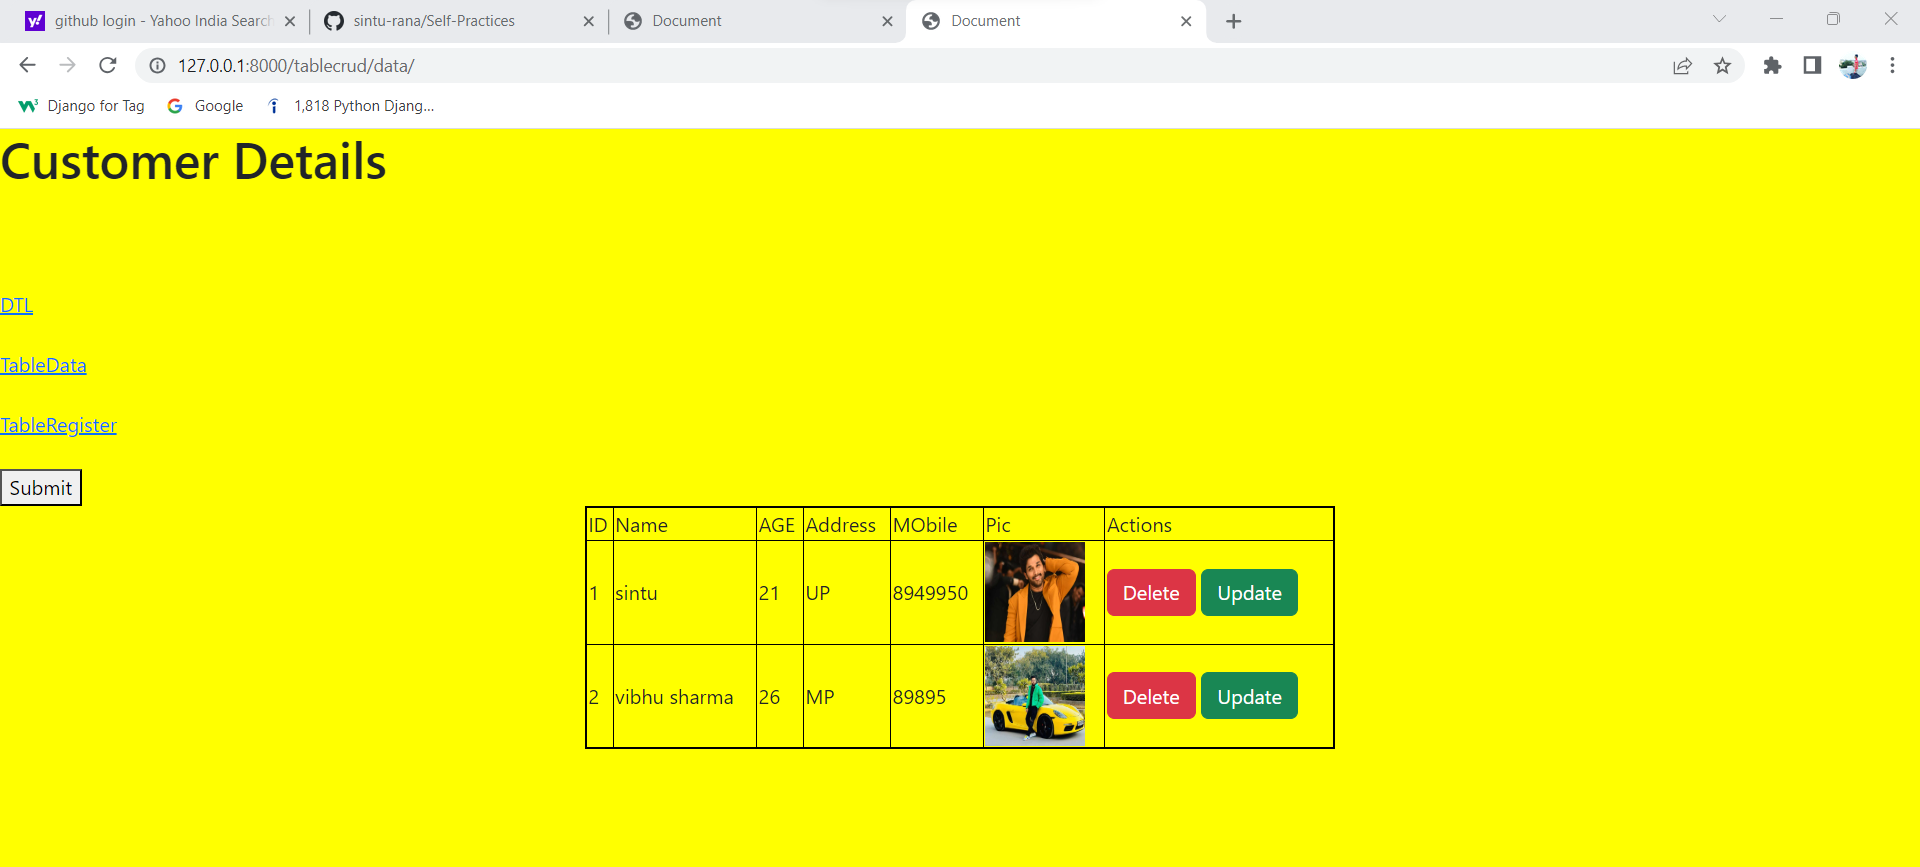 github login - Yahoo India Search
sintu-rana/Self-Practices
Document
Document
127.0.0.1:8000/tablecrud/data/
Django for Tag
Google
1,818 Python Djang...
Customer Details
DTL
TableData
TableRegister
Submit
ID Name AGE Address MObile Pic Actions
1 sintu 21 UP 8949950 Delete Update
2 vibhu sharma 26 MP 89895 Delete Update